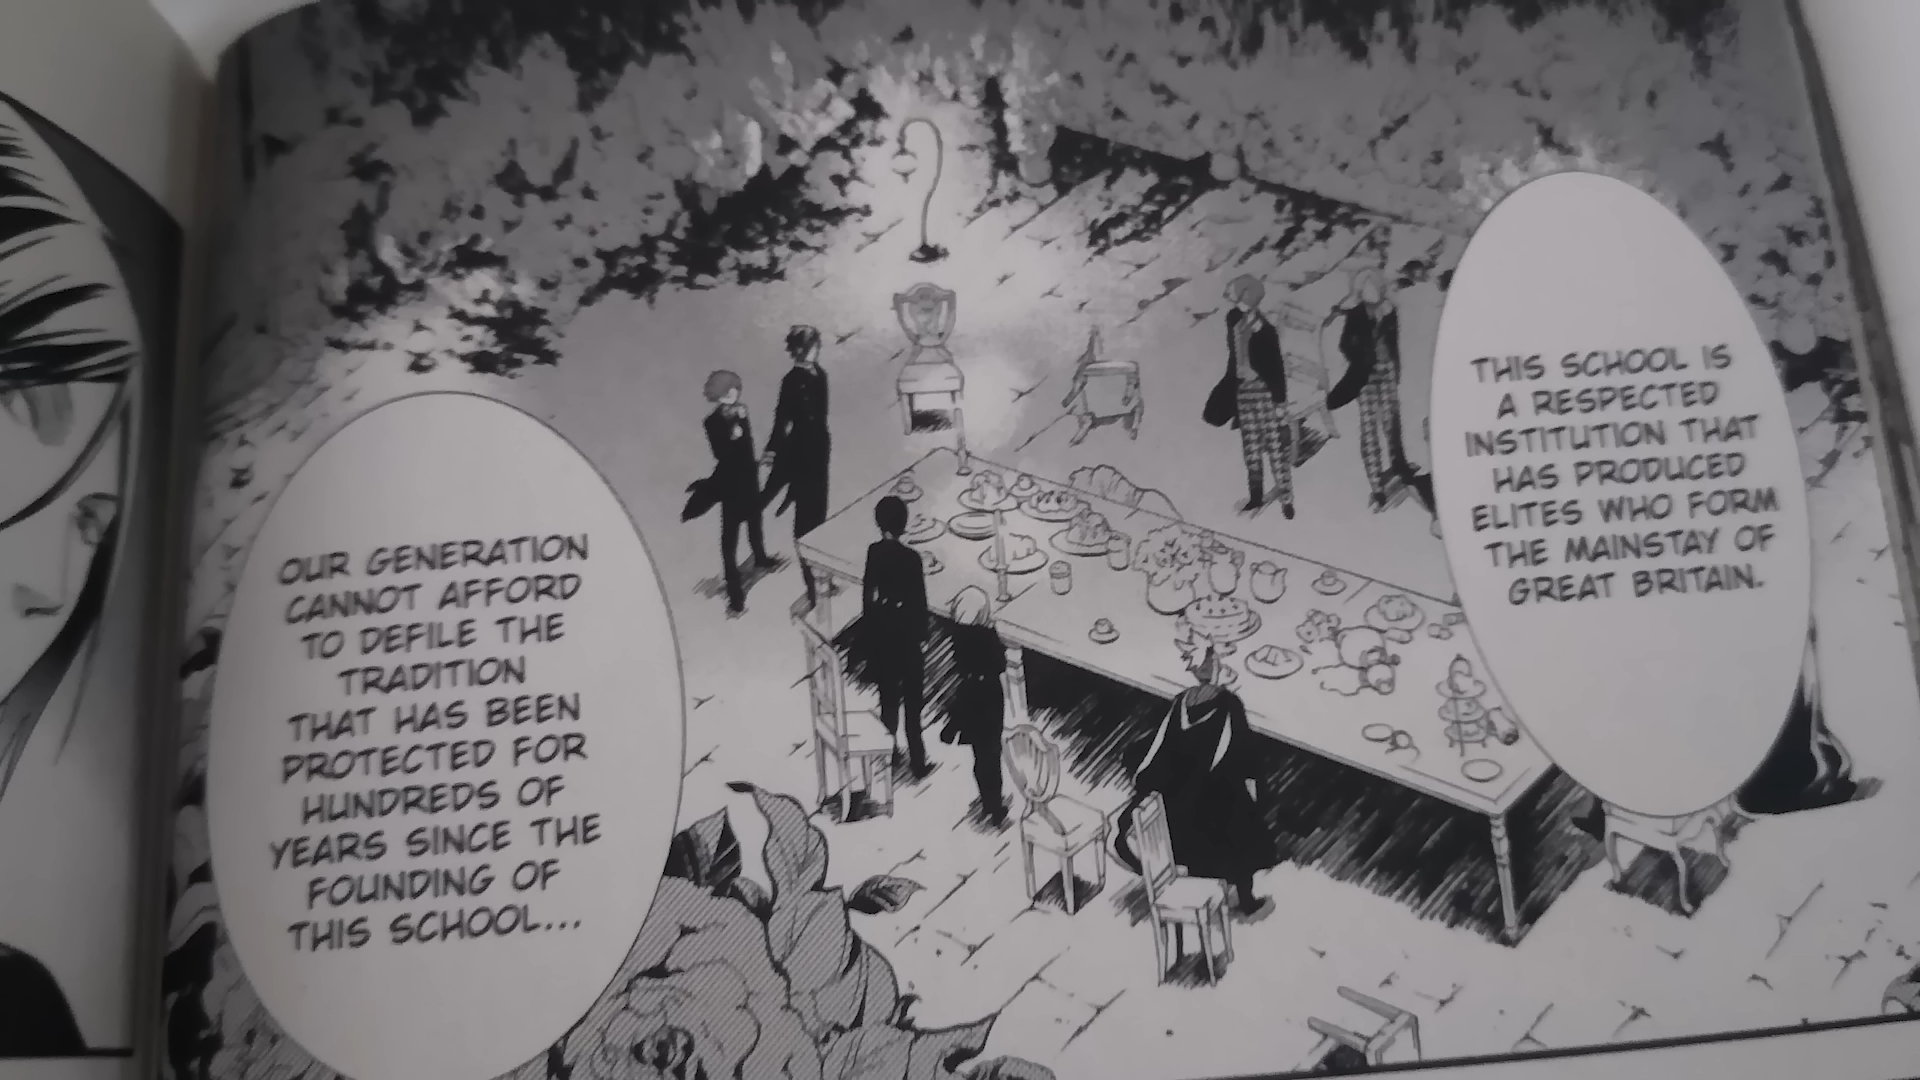 THIS SCHOOL IS
A RESPECTED
INSTITUTION THAT
HAS PRODUCED
ELITES WHO FORM
THE MAINSTAY OF
GREAT BRITAIN.
OUR GENERATION
CANNOT AFFORD
TO DEFILE THE
TRADITION
THAT HAS BEEN
PROTECTED FOR
HUNDREDS OF
YEARS SINCE THE
FOUNDING OF
THIS SCHOOL...